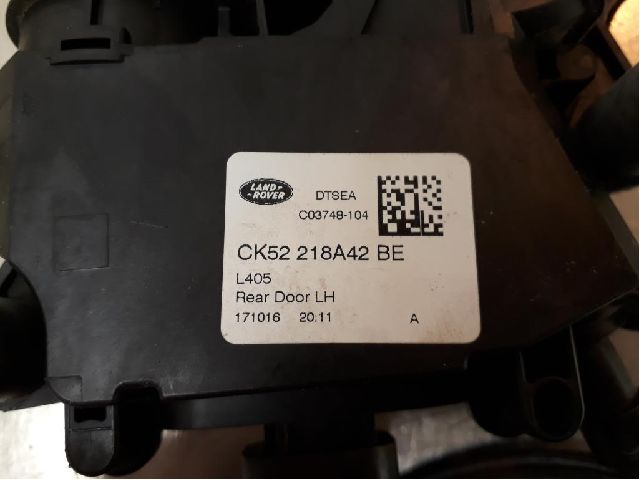 LAND-
-ROVER
DTSEA
C03748-104
CK52 218A42 BE
L405
Rear Door LH
171016 20:11 A